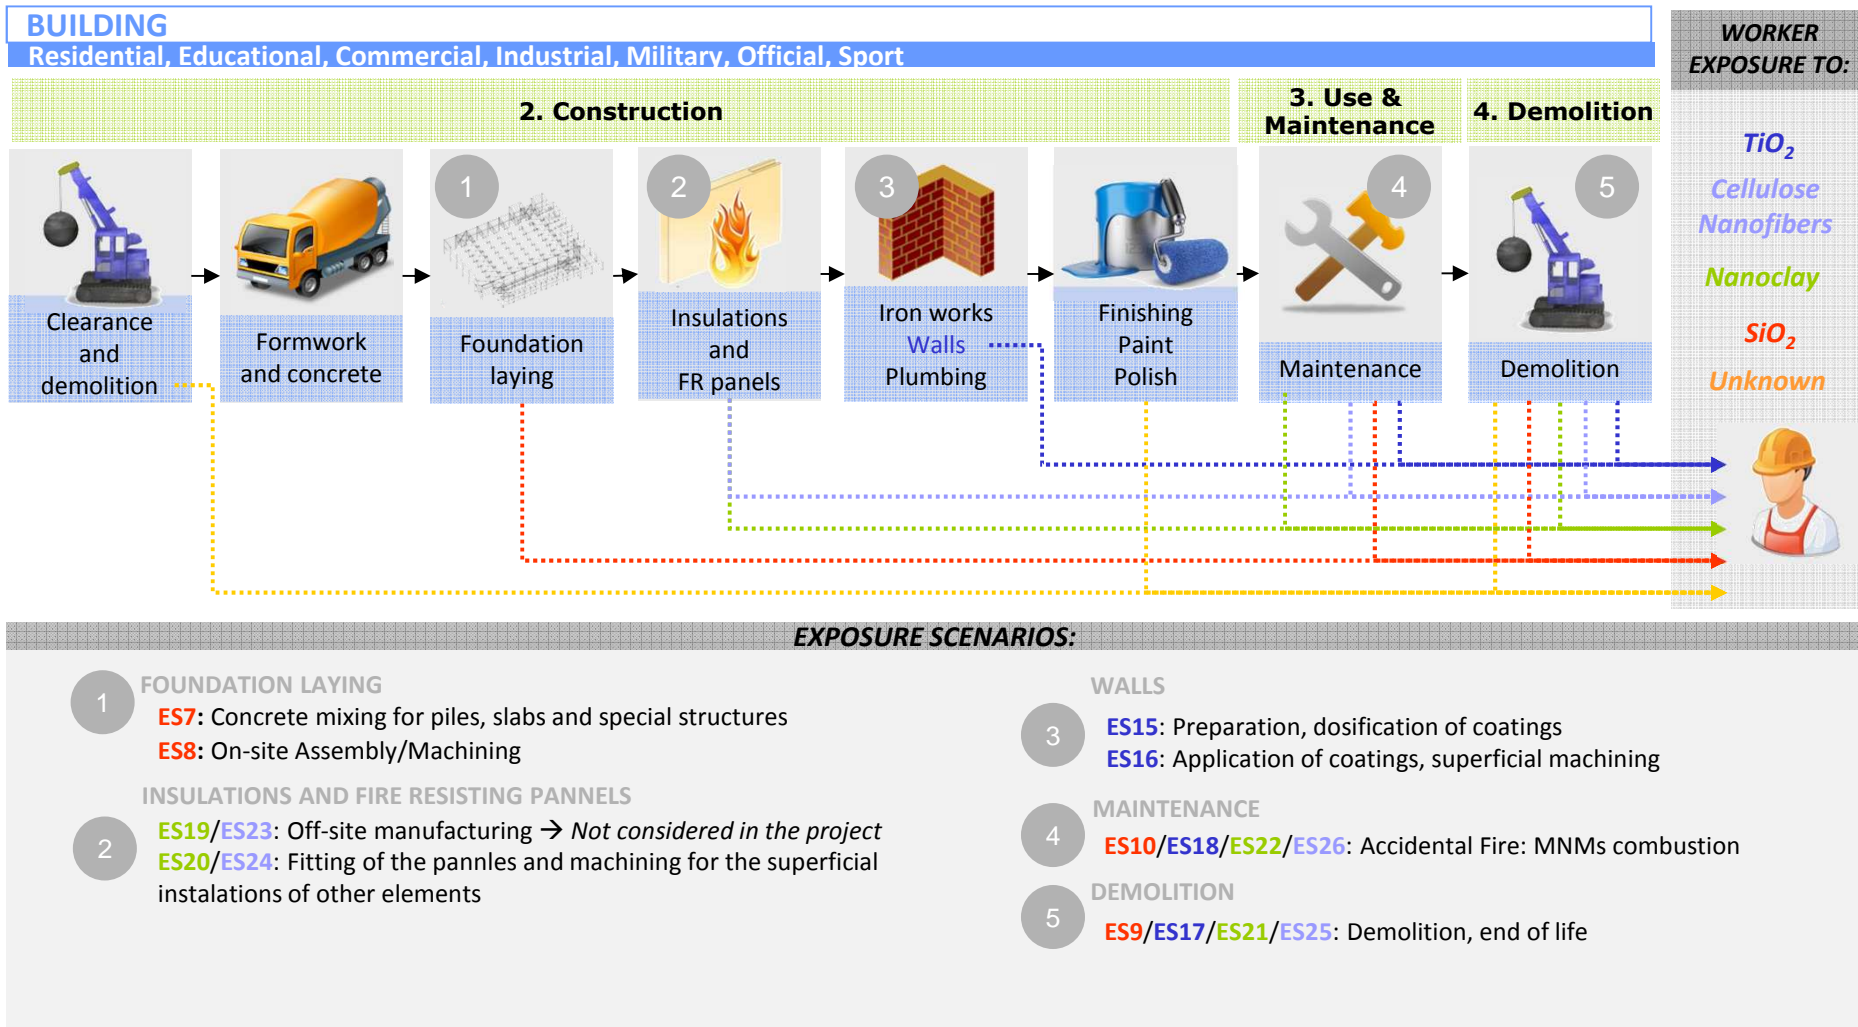 BUILDING
Residential, Educational, Commercial, Industrial, Military, Official, Sport
WORKER
EXPOSURE TO:
2. Construction
3. Use &
Maintenance
4. Demolition
1
2
3
4
5
Clearance
and
demolition
Formwork
and concrete
Foundation
laying
Insulations
and
FR panels
Iron works
Walls
Plumbing
Finishing
Paint
Polish
Maintenance
Demolition
TiO2
Cellulose
Nanofibers
Nanoclay
SiO2
Unknown
EXPOSURE SCENARIOS:
1
FOUNDATION LAYING
ES7: Concrete mixing for piles, slabs and special structures
ES8: On-site Assembly/Machining
2
INSULATIONS AND FIRE RESISTING PANNELS
ES19/ES23: Off-site manufacturing → Not considered in the project
ES20/ES24: Fitting of the pannles and machining for the superficial
instalations of other elements
3
WALLS
ES15: Preparation, dosification of coatings
ES16: Application of coatings, superficial machining
4
MAINTENANCE
ES10/ES18/ES22/ES26: Accidental Fire: MNMs combustion
5
DEMOLITION
ES9/ES17/ES21/ES25: Demolition, end of life